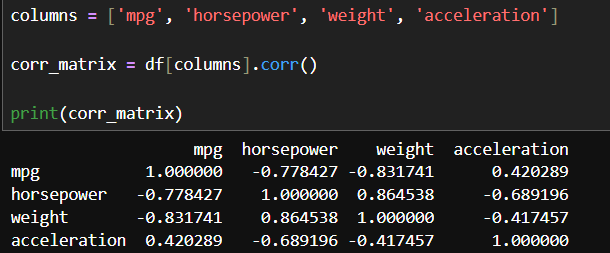 columns = ['mpg', 'horsepower', 'weight', 'acceleration']
corr_matrix = df[columns].corr()
print(corr_matrix)
mpg horsepower weight acceleration
mpg 1.000000 -0.778427 -0.831741 0.420289
horsepower -0.778427 1.000000 0.864538 -0.689196
weight -0.831741 0.864538 1.000000 -0.417457
acceleration 0.420289 -0.689196 -0.417457 1.000000